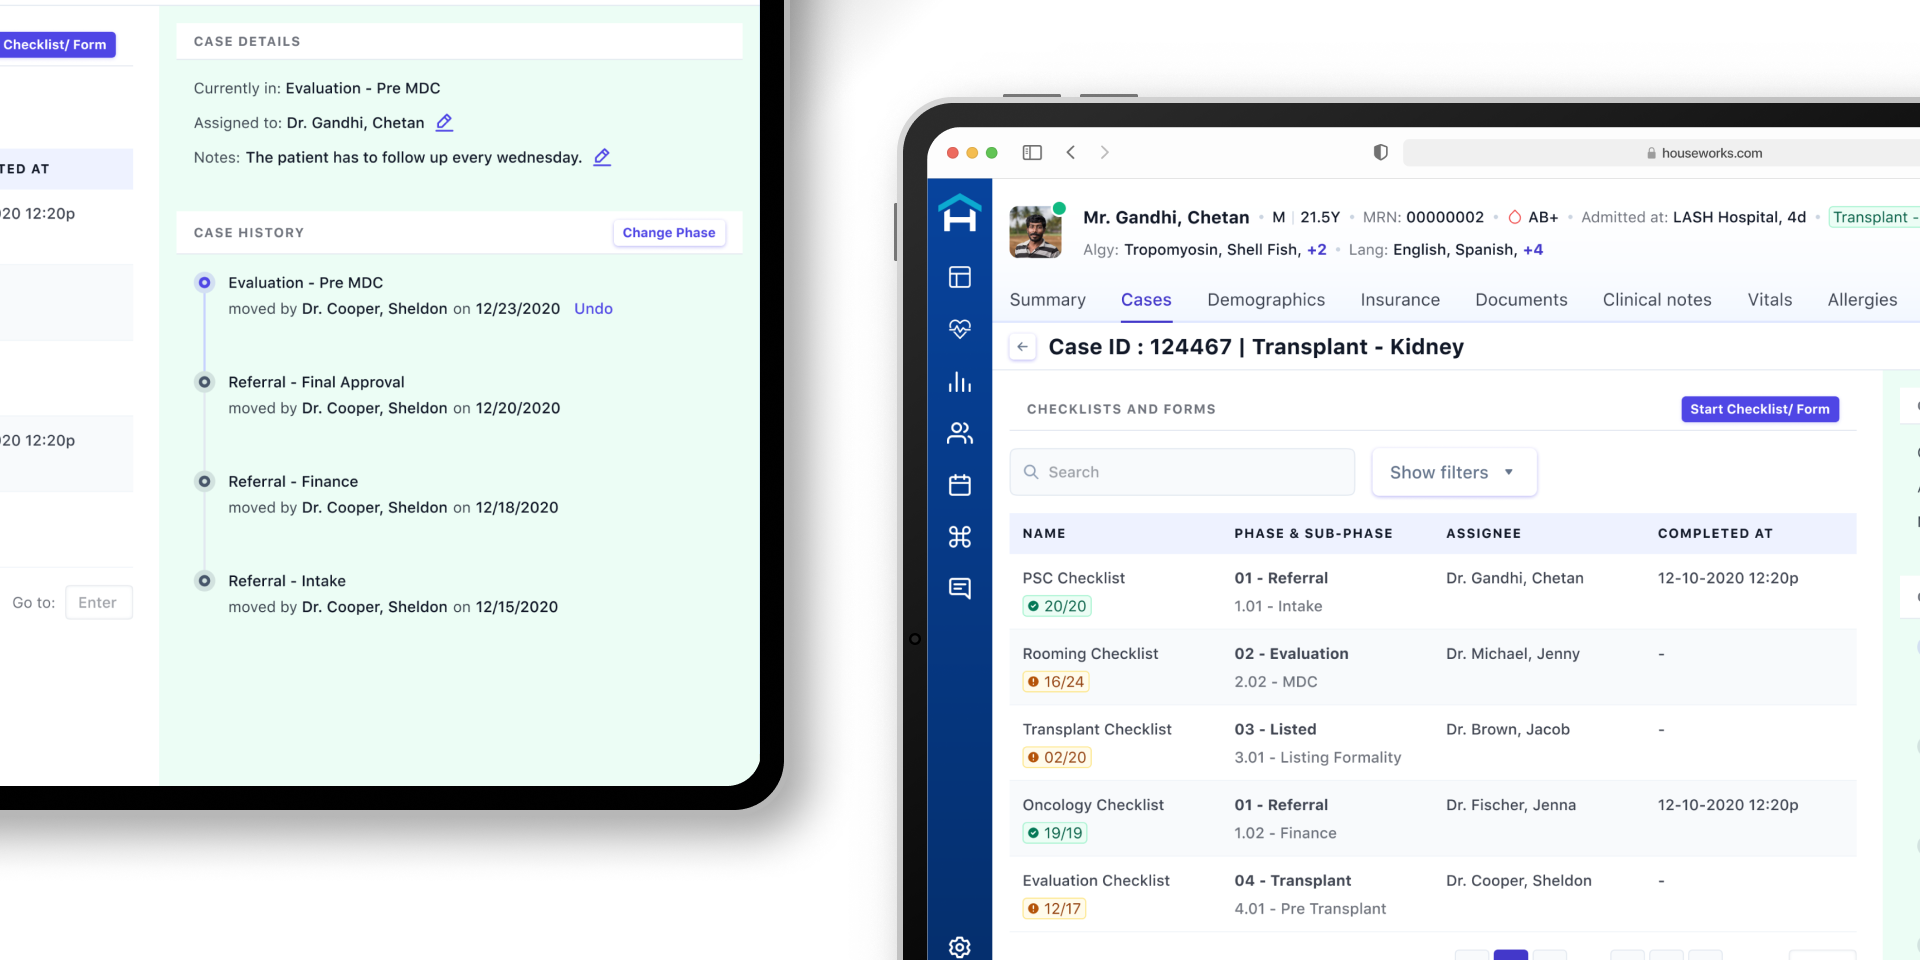 Checklist/ Form
TED AT
20 12:20p
20 12:20p
Go to: Enter
CASE DETAILS
Currently in: Evaluation - Pre MDC
Assigned to: Dr. Gandhi, Chetan
Notes: The patient has to follow up every wednesday.
CASE HISTORY
Change Phase
Evaluation - Pre MDC
moved by Dr. Cooper, Sheldon on 12/23/2020 Undo
Referral - Final Approval
moved by Dr. Cooper, Sheldon on 12/20/2020
Referral - Finance
moved by Dr. Cooper, Sheldon on 12/18/2020
Referral - Intake
moved by Dr. Cooper, Sheldon on 12/15/2020
houseworks.com
Mr. Gandhi, Chetan • M | 21.5Y • MRN: 00000002 • AB+ • Admitted at: LASH Hospital, 4d • Transplant -
Algy: Tropomyosin, Shell Fish, +2 • Lang: English, Spanish, +4
Summary Cases Demographics Insurance Documents Clinical notes Vitals Allergies
Case ID : 124467 | Transplant - Kidney
CHECKLISTS AND FORMS
Start Checklist/ Form
Search
Show filters
NAME PHASE & SUB-PHASE ASSIGNEE COMPLETED AT
PSC Checklist 01 - Referral Dr. Gandhi, Chetan 12-10-2020 12:20p
20/20 1.01 - Intake
Rooming Checklist 02 - Evaluation Dr. Michael, Jenny -
16/24 2.02 - MDC
Transplant Checklist 03 - Listed Dr. Brown, Jacob -
02/20 3.01 - Listing Formality
Oncology Checklist 01 - Referral Dr. Fischer, Jenna 12-10-2020 12:20p
19/19 1.02 - Finance
Evaluation Checklist 04 - Transplant Dr. Cooper, Sheldon -
12/17 4.01 - Pre Transplant